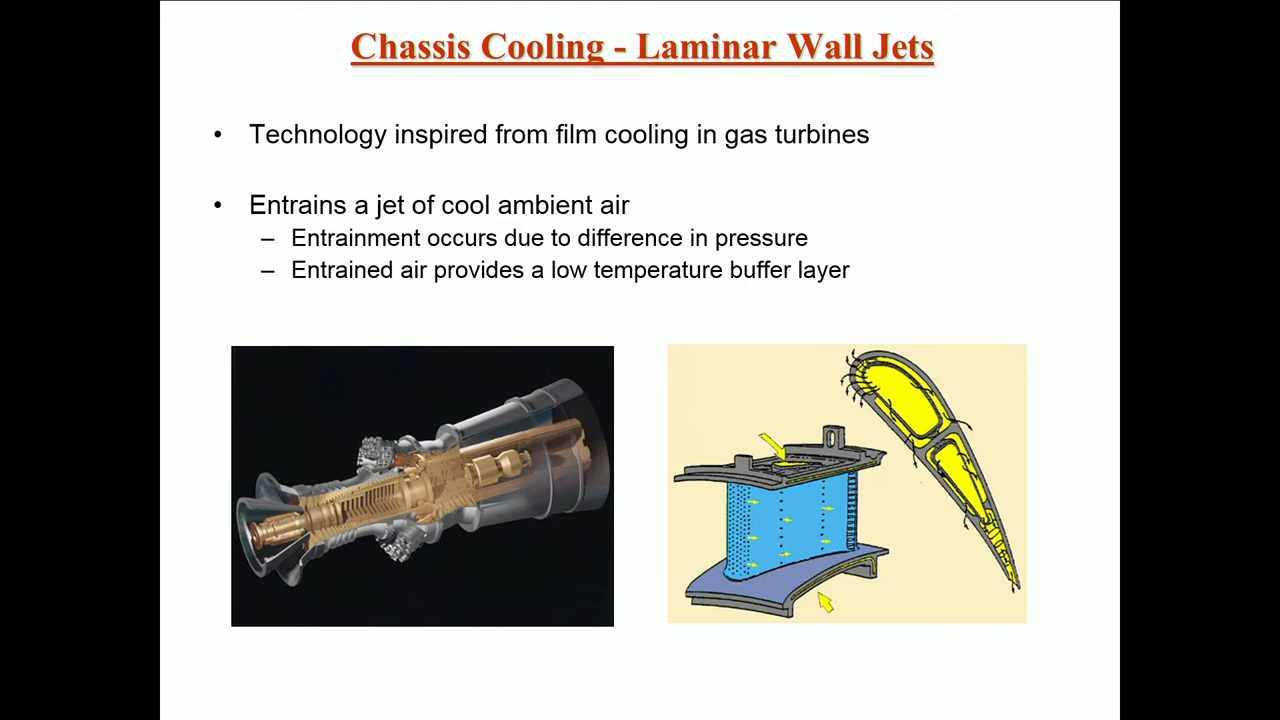 Chassis Cooling - Laminar Wall Jets
• Technology inspired from film cooling in gas turbines
• Entrains a jet of cool ambient air
– Entrainment occurs due to difference in pressure
– Entrained air provides a low temperature buffer layer